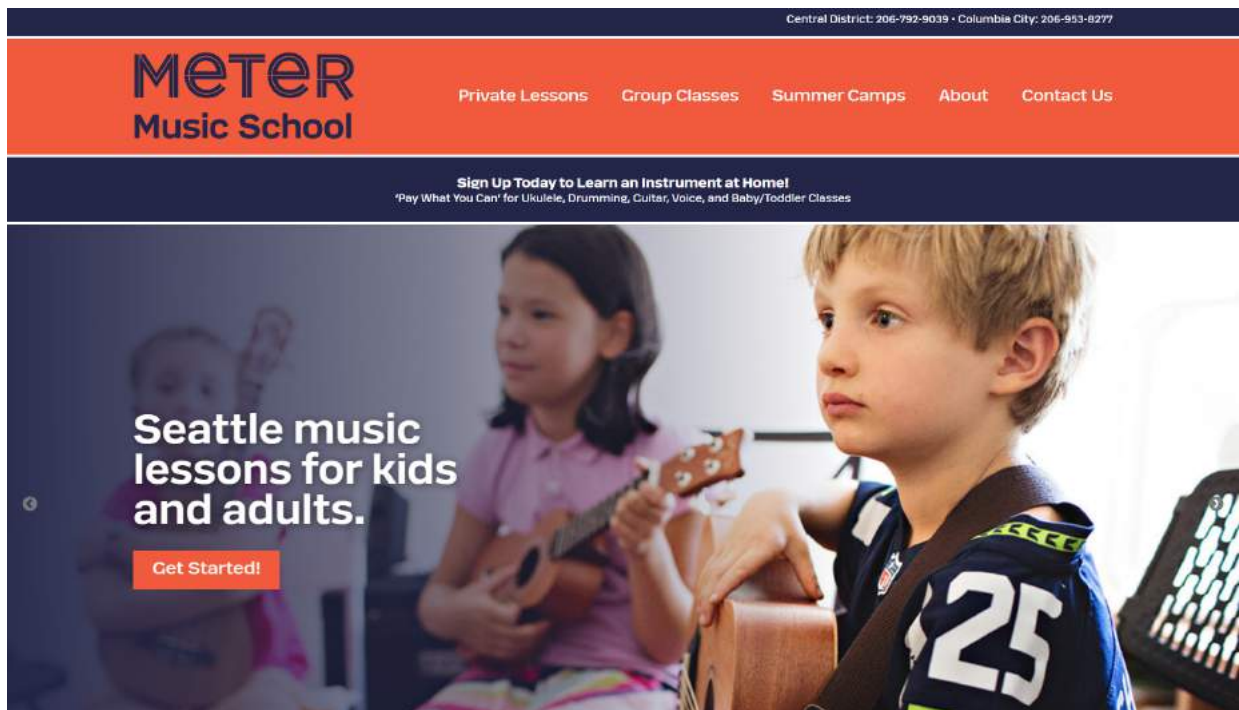 Central District: 206-792-9039 • Columbia City: 206-953-8277
METER
Music School
Private Lessons Group Classes Summer Camps About Contact Us
Sign Up Today to Learn an Instrument at Home!
'Pay What You Can' for Ukulele, Drumming, Guitar, Voice, and Baby/Toddler Classes
Seattle music
lessons for kids
and adults.
Get Started!
NFL
25